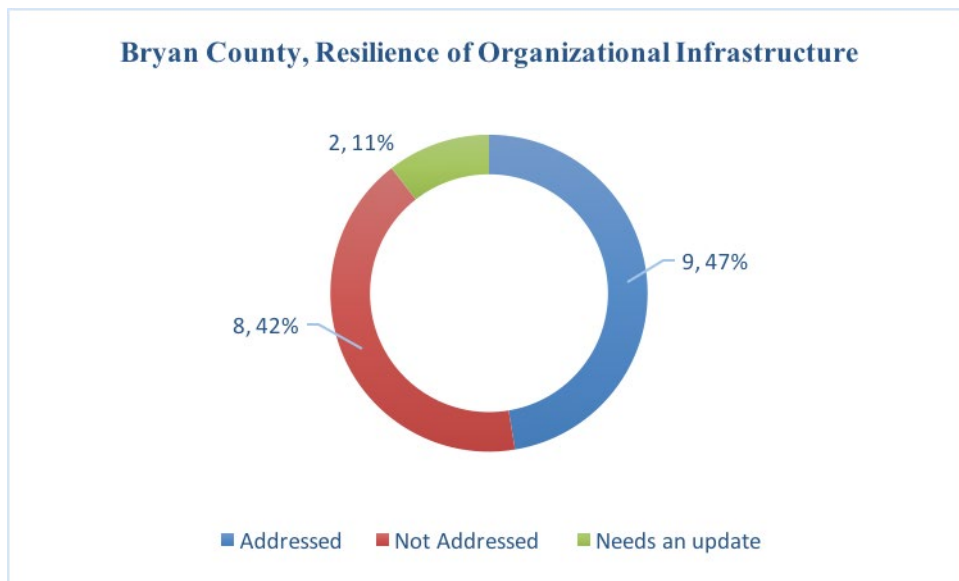 Bryan County, Resilience of Organizational Infrastructure
2, 11%
9, 47%
8, 42%
Addressed
Not Addressed
Needs an update